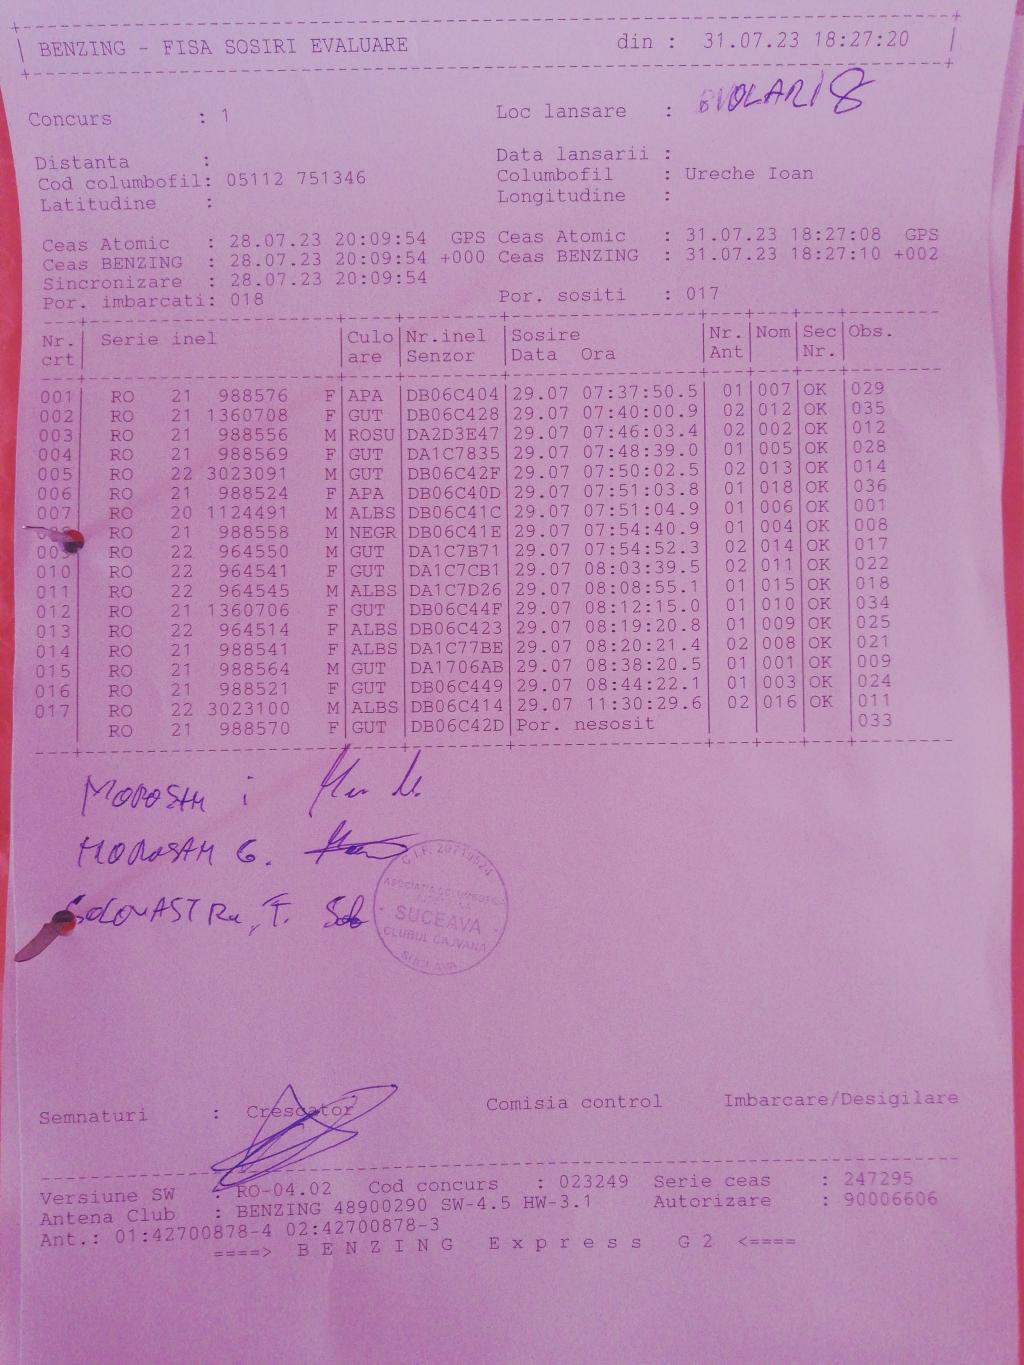 BENZING - FISA SOSIRI EVALUARE din : 31.07.23 18:27:20
Concurs : 1 Loc lansare : 8
Distanta : Data lansarii :
Cod columbofil: 05112 751346 Columbofil : Ureche Ioan
Latitudine : Longitudine :
Ceas Atomic : 28.07.23 20:09:54 GPS Ceas Atomic : 31.07.23 18:27:08 GPS
Ceas BENZING : 28.07.23 20:09:54 +000 Ceas BENZING : 31.07.23 18:27:10 +002
Sincronizare : 28.07.23 20:09:54
Por. imbarcati: 018 Por. sositi : 017
Nr. Serie inel Culo Nr.inel Sosire Nr. Nom Sec Obs.
crt are Senzor Data Ora Ant Nr.
001 RO 21 988576 F APA DB06C404 29.07 07:37:50.5 01 007 OK 029
002 RO 21 1360708 F GUT DB06C428 29.07 07:40:00.9 02 012 OK 035
003 RO 21 988556 M ROSU DA2D3E47 29.07 07:46:03.4 02 002 OK 012
004 RO 21 988569 F GUT DA1C7835 29.07 07:48:39.0 01 005 OK 028
005 RO 22 3023091 M GUT DB06C42F 29.07 07:50:02.5 02 013 OK 014
006 RO 21 988524 F APA DB06C40D 29.07 07:51:03.8 01 018 OK 036
007 RO 20 1124491 M ALBS DB06C41C 29.07 07:51:04.9 01 006 OK 001
RO 21 988558 M NEGR DB06C41E 29.07 07:54:40.9 01 004 OK 008
009 RO 22 964550 M GUT DA1C7B71 29.07 07:54:52.3 02 014 OK 017
010 RO 22 964541 F GUT DA1C7CB1 29.07 08:03:39.5 02 011 OK 022
011 RO 22 964545 M ALBS DA1C7D26 29.07 08:08:55.1 01 015 OK 018
012 RO 21 1360706 F GUT DB06C44F 29.07 08:12:15.0 01 010 OK 034
013 RO 22 964514 F ALBS DB06C423 29.07 08:19:20.8 01 009 OK 025
014 RO 21 988541 F ALBS DA1C77BE 29.07 08:20:21.4 02 008 OK 021
015 RO 21 988564 M GUT DA1706AB 29.07 08:38:20.5 01 001 OK 009
016 RO 21 988521 F GUT DB06C449 29.07 08:44:22.1 01 003 OK 024
017 RO 22 3023100 M ALBS DB06C414 29.07 11:30:29.6 02 016 OK 011
RO 21 988570 F GUT DB06C42D Por. nesosit 033
MOROSAN i
MOROSAN G.
SOLONASTRU, T.
SUCEAVA
CLUBUL CAJVANA
SUCEAVA
Semnaturi : Crescator Comisia control Imbarcare/Desigilare
Versiune SW : RO-04.02 Cod concurs : 023249 Serie ceas : 247295
Antena Club : BENZING 48900290 SW-4.5 HW-3.1 Autorizare : 90006606
Ant.: 01:42700878-4 02:42700878-3
====> B E N Z I N G E x p r e s s G 2 <====